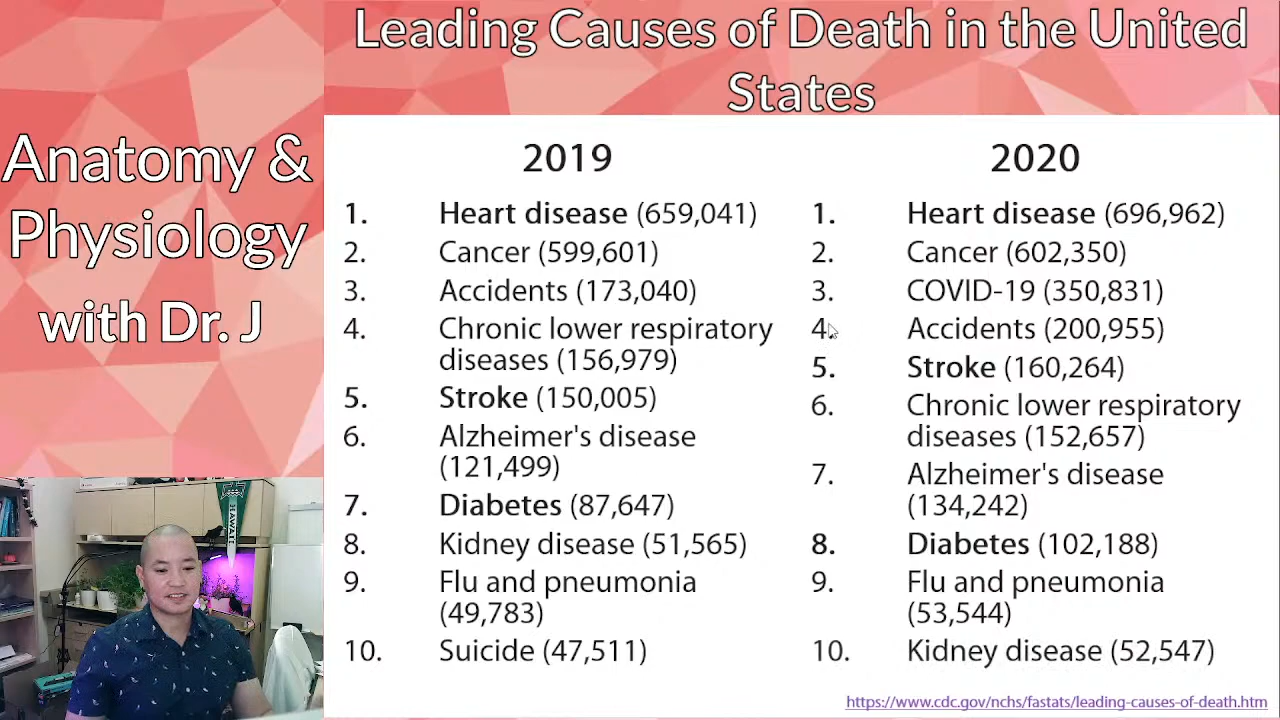 Leading Causes of Death in the United
States
Anatomy &
Physiology
with Dr. J
2019
1. Heart disease (659,041)
2. Cancer (599,601)
3. Accidents (173,040)
4. Chronic lower respiratory
diseases (156,979)
5. Stroke (150,005)
6. Alzheimer's disease
(121,499)
7. Diabetes (87,647)
8. Kidney disease (51,565)
9. Flu and pneumonia
(49,783)
10. Suicide (47,511)
2020
1. Heart disease (696,962)
2. Cancer (602,350)
3. COVID-19 (350,831)
4. Accidents (200,955)
5. Stroke (160,264)
6. Chronic lower respiratory
diseases (152,657)
7. Alzheimer's disease
(134,242)
8. Diabetes (102,188)
9. Flu and pneumonia
(53,544)
10. Kidney disease (52,547)
https://www.cdc.gov/nchs/fastats/leading-causes-of-death.htm
HAWAII